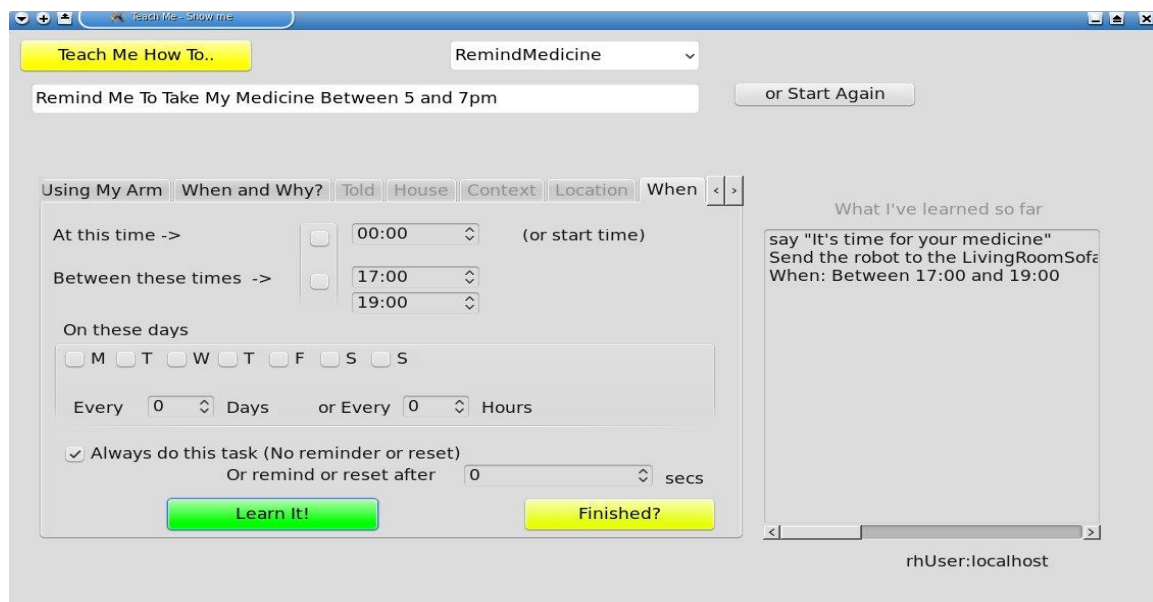 Teach Me - Show me
Teach Me How To..
RemindMedicine
Remind Me To Take My Medicine Between 5 and 7pm
or Start Again
Using My Arm When and Why? Told House Context Location When
What I've learned so far
At this time -> 00:00 (or start time)
Between these times -> 17:00
19:00
On these days
M T W T F S S
Every 0 Days or Every 0 Hours
Always do this task (No reminder or reset)
Or remind or reset after 0 secs
Learn It! Finished?
say "It's time for your medicine"
Send the robot to the LivingRoomSofa
When: Between 17:00 and 19:00
rhUser:localhost